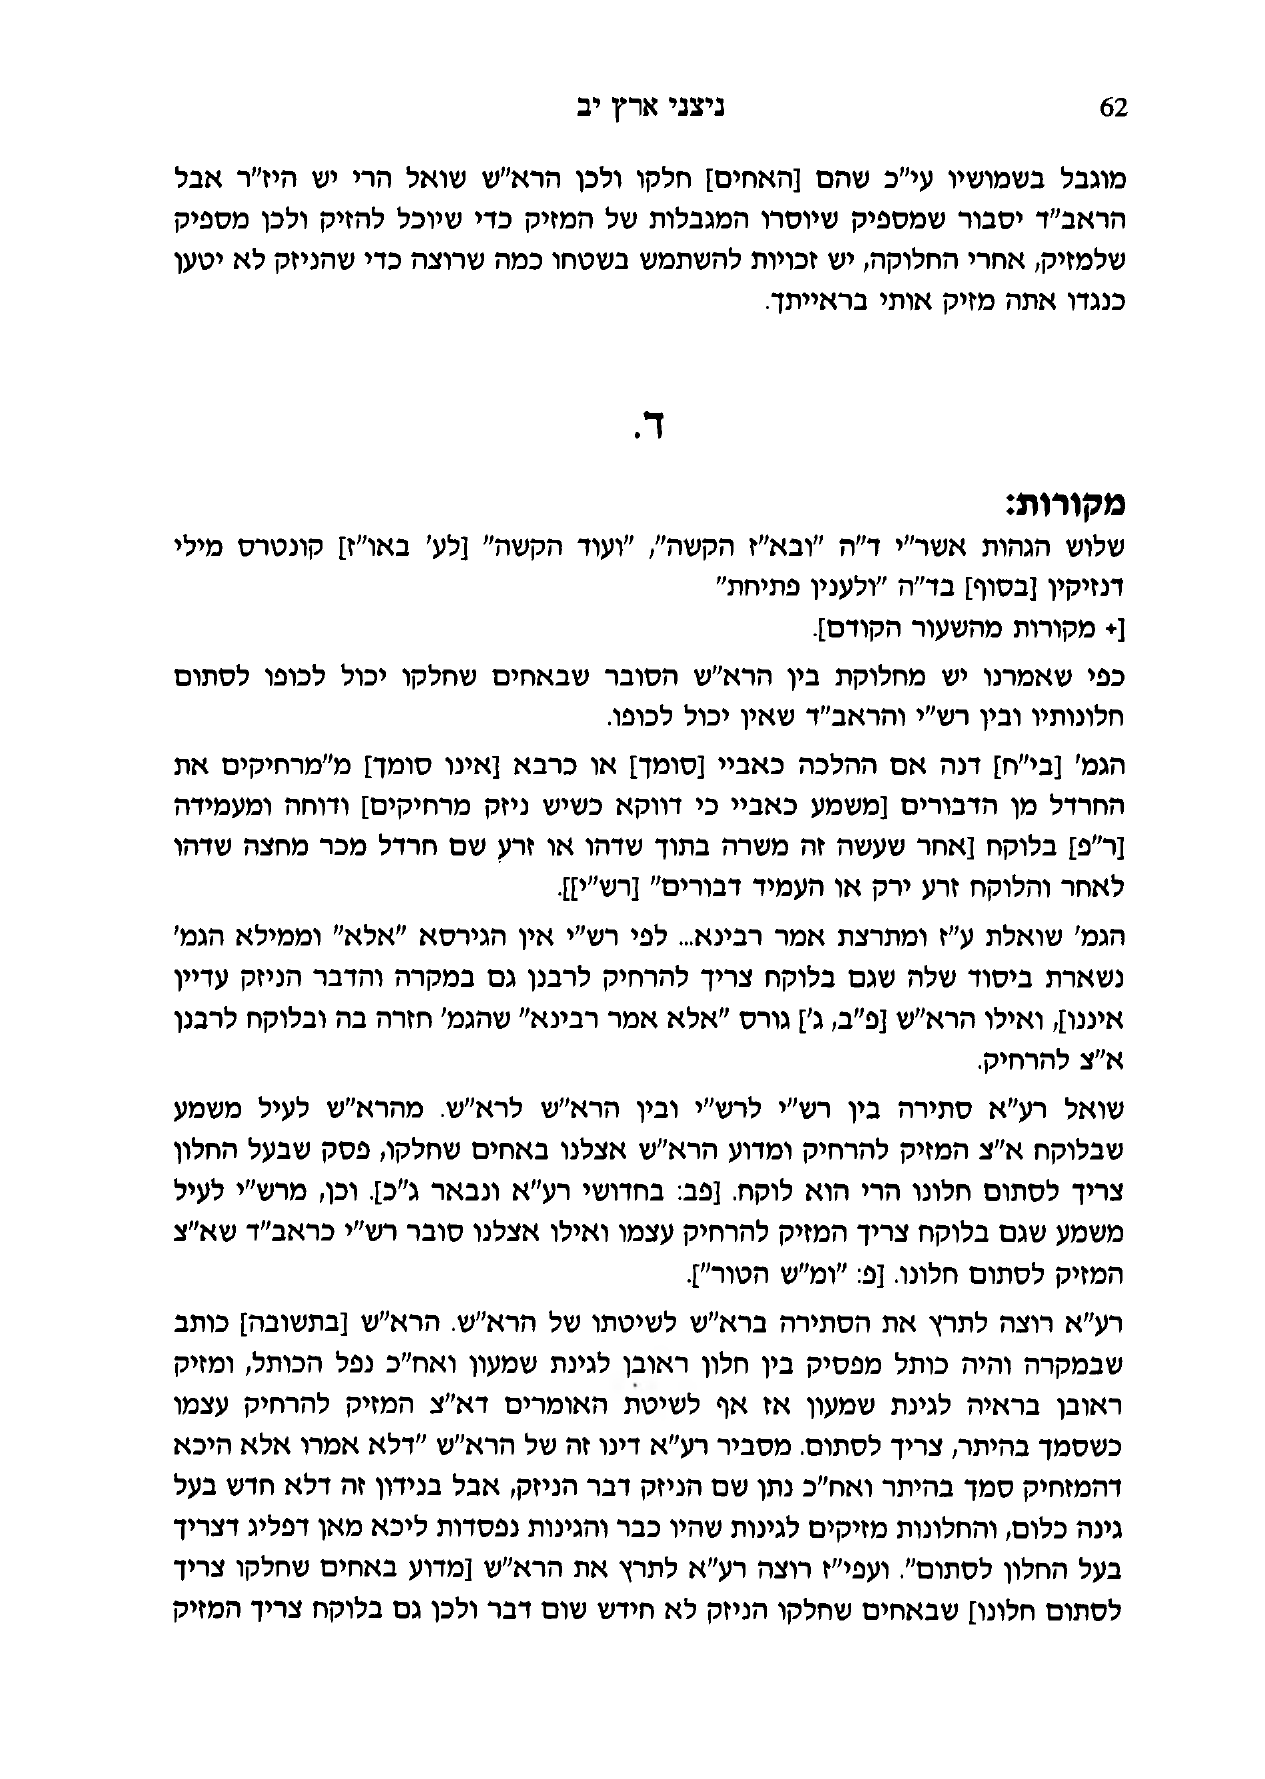 62
ניצני ארץ יב
מוגבל בשמושיו עי״כ שהם [האחים] חלקו ולכן הרא״ש שואל הרי יש היז״ר אבל
הראב״ד יסבור שמספיק שיוסרו המגבלות של המזיק כדי שיוכל להזיק ולכן מספיק
שלמזיק, אחרי החלוקה, יש זכויות להשתמש בשטחו כמה שרוצה כדי שהניזק לא יטען
כנגדו אתה מזיק אותי בראייתך.
ד.
מקורות:
שלוש הגהות אשר״י ד״ה ״ובא״ז הקשה״, ״ועוד הקשה״ [לע׳ באו״ז] קונטרס מילי
דנזיקין [בסוף] בד״ה ״ולענין פתיחת״
[+ מקורות מהשעור הקודם].
כפי שאמרנו יש מחלוקת בין הרא״ש הסובר שבאחים שחלקו יכול לכופו לסתום
חלונותיו ובין רש״י והראב״ד שאין יכול לכופו.
הגמ׳ [בי״ח] דנה אם ההלכה כאביי [סומך] או כרבא [אינו סומך] מ״מרחיקים את
החרדל מן הדבורים [משמע כאביי כי דווקא כשיש ניזק מרחיקים] ודוחה ומעמידה
[ר״פ] בלוקח [אחר שעשה זה משרה בתוך שדהו או זרע שם חרדל מכר מחצה שדהו
לאחר והלוקח זרע ירק או העמיד דבורים״ [רש״י]].
הגמ׳ שואלת ע״ז ומתרצת אמר רבינא... לפי רש״י אין הגירסא ״אלא״ וממילא הגמ׳
נשארת ביסוד שלה שגם בלוקח צריך להרחיק לרבנן גם במקרה והדבר הניזק עדיין
איננו], ואילו הרא״ש [פ״ב, ג׳] גורס ״אלא אמר רבינא״ שהגמ׳ חזרה בה ובלוקח לרבנן
א״צ להרחיק.
שואל רע״א סתירה בין רש״י לרש״י ובין הרא״ש לרא״ש. מהרא״ש לעיל משמע
שבלוקח א״צ המזיק להרחיק ומדוע הרא״ש אצלנו באחים שחלקו, פסק שבעל החלון
צריך לסתום חלונו הרי הוא לוקח. [פב: בחדושי רע״א ונבאר ג״כ]. וכן, מרש״י לעיל
משמע שגם בלוקח צריך המזיק להרחיק עצמו ואילו אצלנו סובר רש״י כראב״ד שא״צ
המזיק לסתום חלונו. [פ: ״ומ״ש הטור״].
רע״א רוצה לתרץ את הסתירה ברא״ש לשיטתו של הרא״ש. הרא״ש [בתשובה] כותב
שבמקרה והיה כותל מפסיק בין חלון ראובן לגינת שמעון ואח״כ נפל הכותל, ומזיק
ראובן בראיה לגינת שמעון אז אף לשיטת האומרים דא״צ המזיק להרחיק עצמו
כשסמך בהיתר, צריך לסתום. מסביר רע״א דינו זה של הרא״ש ״דלא אמרו אלא היכא
דהמזחיק סמך בהיתר ואח״כ נתן שם הניזק דבר הניזק, אבל בנידון זה דלא חדש בעל
גינה כלום, והחלונות מזיקים לגינות שהיו כבר והגינות נפסדות ליכא מאן דפליג דצריך
בעל החלון לסתום״. ועפי״ז רוצה רע״א לתרץ את הרא״ש [מדוע באחים שחלקו צריך
לסתום חלונו] שבאחים שחלקו הניזק לא חידש שום דבר ולכן גם בלוקח צריך המזיק